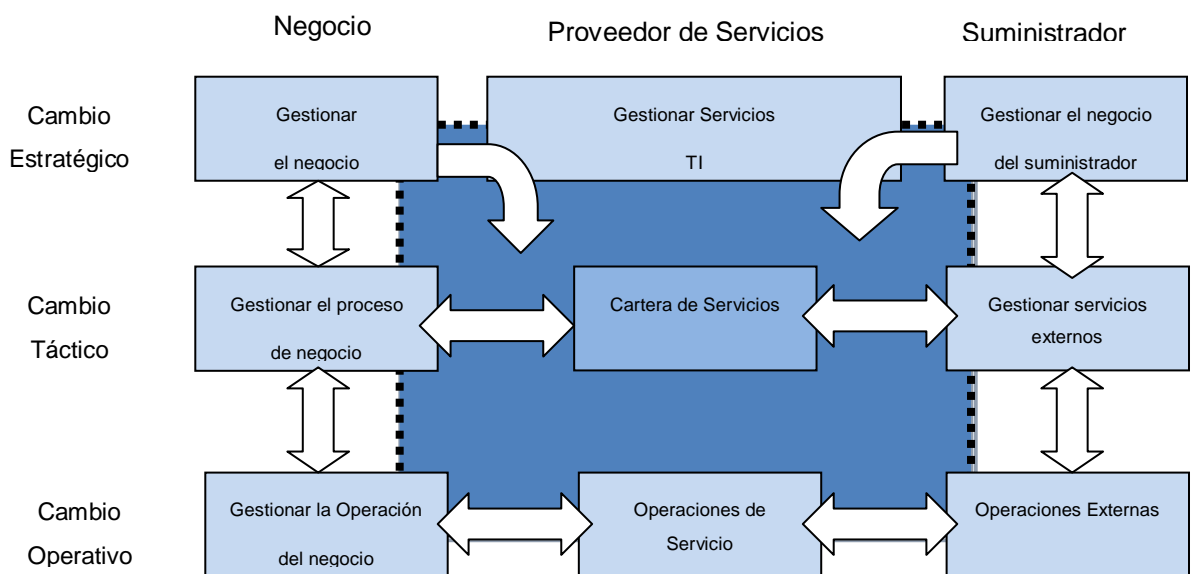 Negocio
Proveedor de Servicios
Suministrador
Cambio
Estratégico
Gestionar
el negocio
Gestionar Servicios
TI
Gestionar el negocio
del suministrador
Cambio
Táctico
Gestionar el proceso
de negocio
Cartera de Servicios
Gestionar servicios
externos
Cambio
Operativo
Gestionar la Operación
del negocio
Operaciones de
Servicio
Operaciones Externas